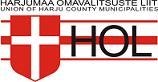 HARJUMAA OMAVALITSUSTE LIIT
UNION OF HARJU COUNTY MUNICIPALITIES
HOL